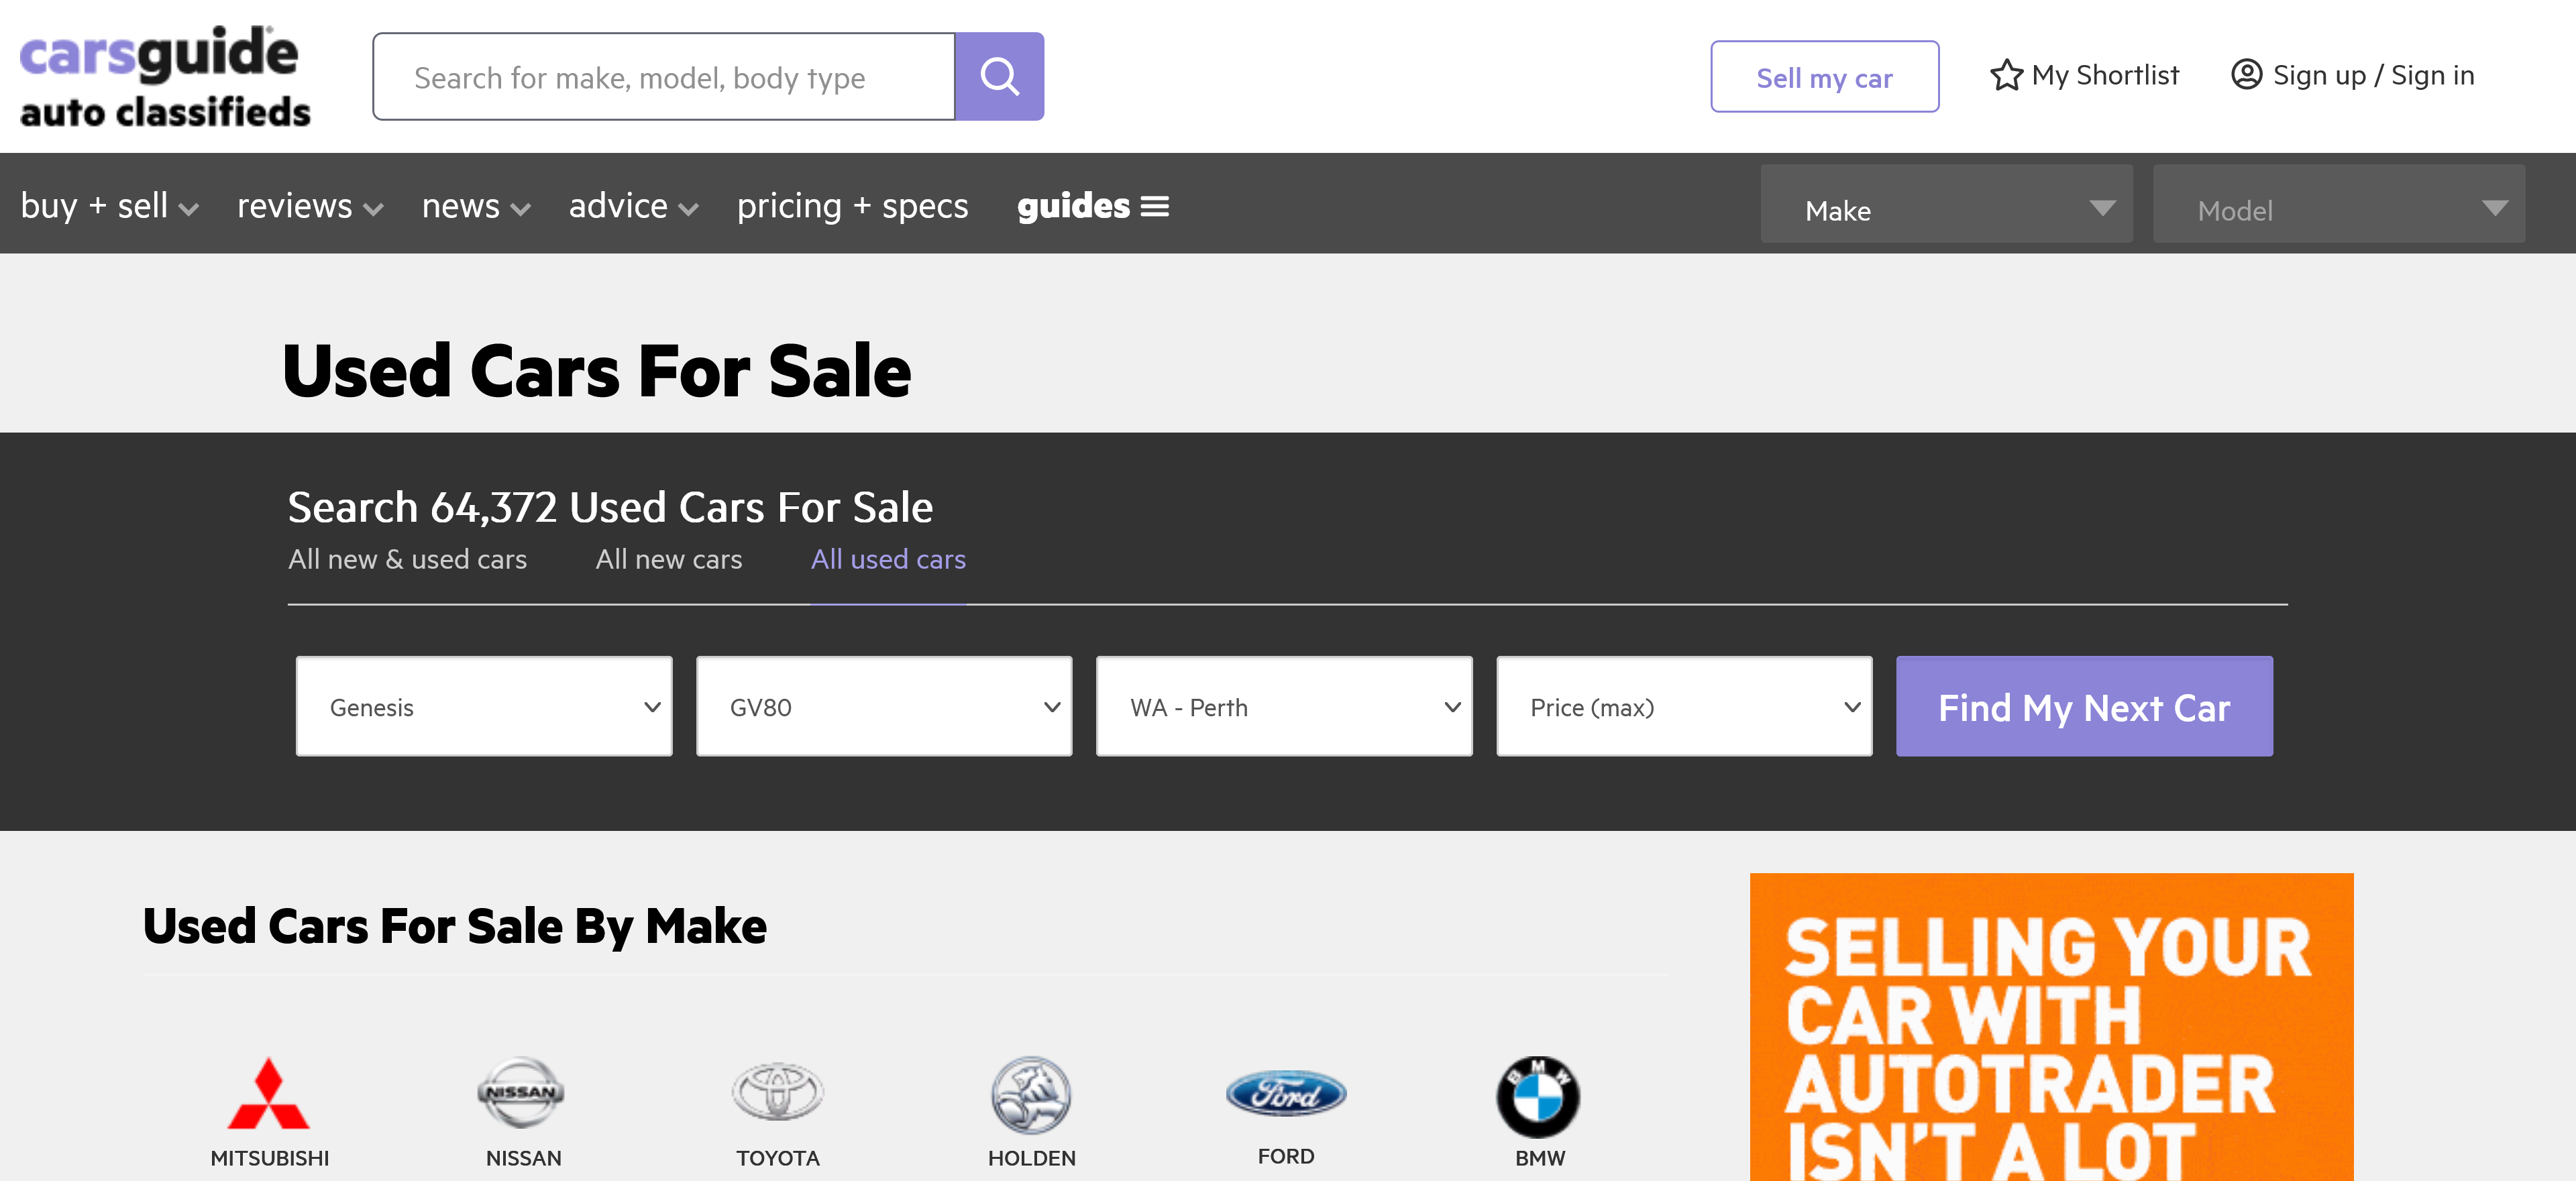 carsguide
auto classifieds
Search for make, model, body type
Sell my car
My Shortlist
Sign up / Sign in
buy + sell
reviews
news
advice
pricing + specs
guides
Make
Model
Used Cars For Sale
Search 64,372 Used Cars For Sale
All new & used cars
All new cars
All used cars
Genesis
GV80
WA - Perth
Price (max)
Find My Next Car
Used Cars For Sale By Make
NISSAN
Ford
BMW
MITSUBISHI
NISSAN
TOYOTA
HOLDEN
FORD
BMW
SELLING YOUR
CAR WITH
AUTOTRADER
ISN'T A LOT